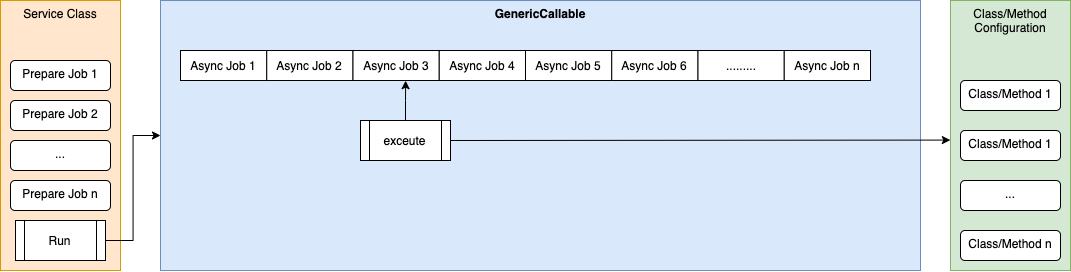 Service Class
Prepare Job 1
Prepare Job 2
...
Prepare Job n
Run
GenericCallable
Async Job 1
Async Job 2
Async Job 3
Async Job 4
Async Job 5
Async Job 6
.........
Async Job n
exceute
Class/Method
Configuration
Class/Method 1
Class/Method 1
...
Class/Method n